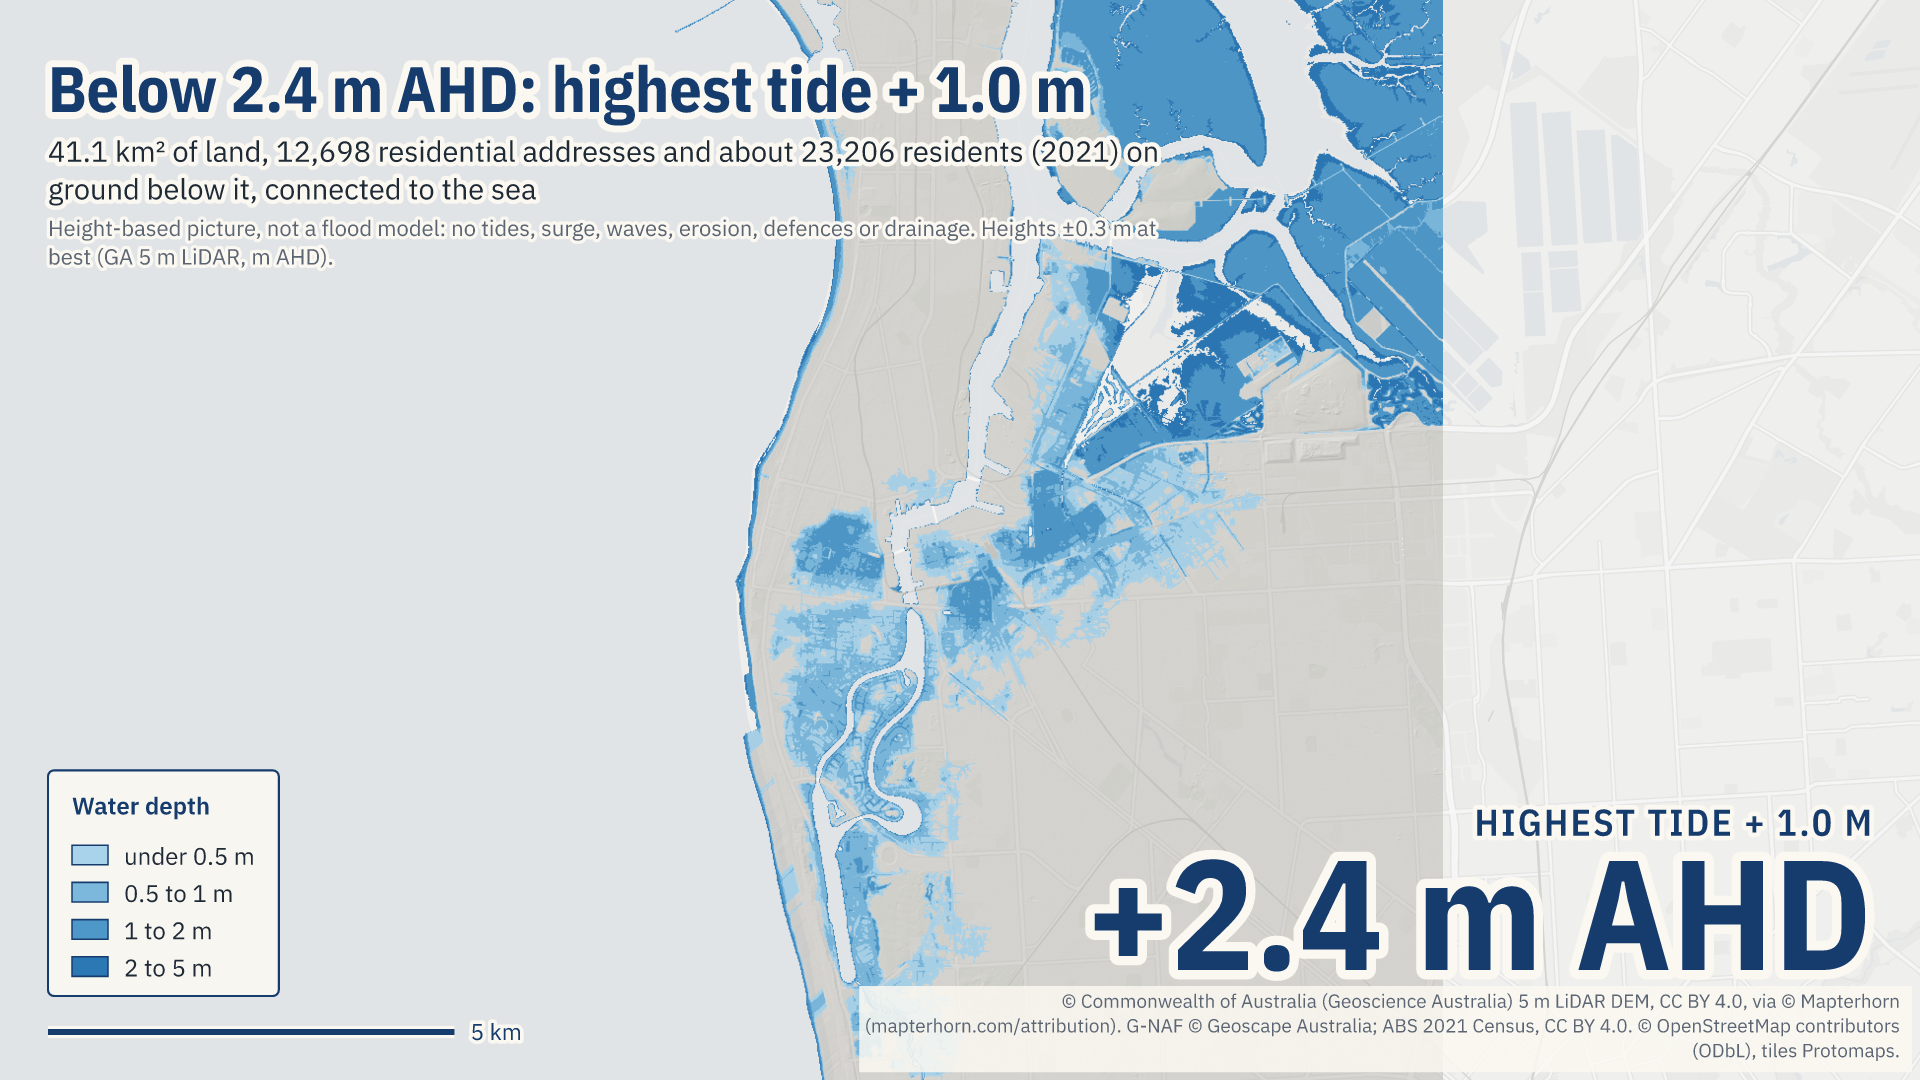 Below 2.4 m AHD: highest tide + 1.0 m
41.1 km² of land, 12,698 residential addresses and about 23,206 residents (2021) on
ground below it, connected to the sea
Height-based picture, not a flood model: no tides, surge, waves, erosion, defences or drainage. Heights ±0.3 m at
best (GA 5 m LiDAR, m AHD).
Water depth
under 0.5 m
0.5 to 1 m
1 to 2 m
2 to 5 m
5 km
HIGHEST TIDE + 1.0 M
+2.4 m AHD
© Commonwealth of Australia (Geoscience Australia) 5 m LiDAR DEM, CC BY 4.0, via © Mapterhorn
(mapterhorn.com/attribution). G-NAF © Geoscape Australia; ABS 2021 Census, CC BY 4.0. © OpenStreetMap contributors
(ODbL), tiles Protomaps.